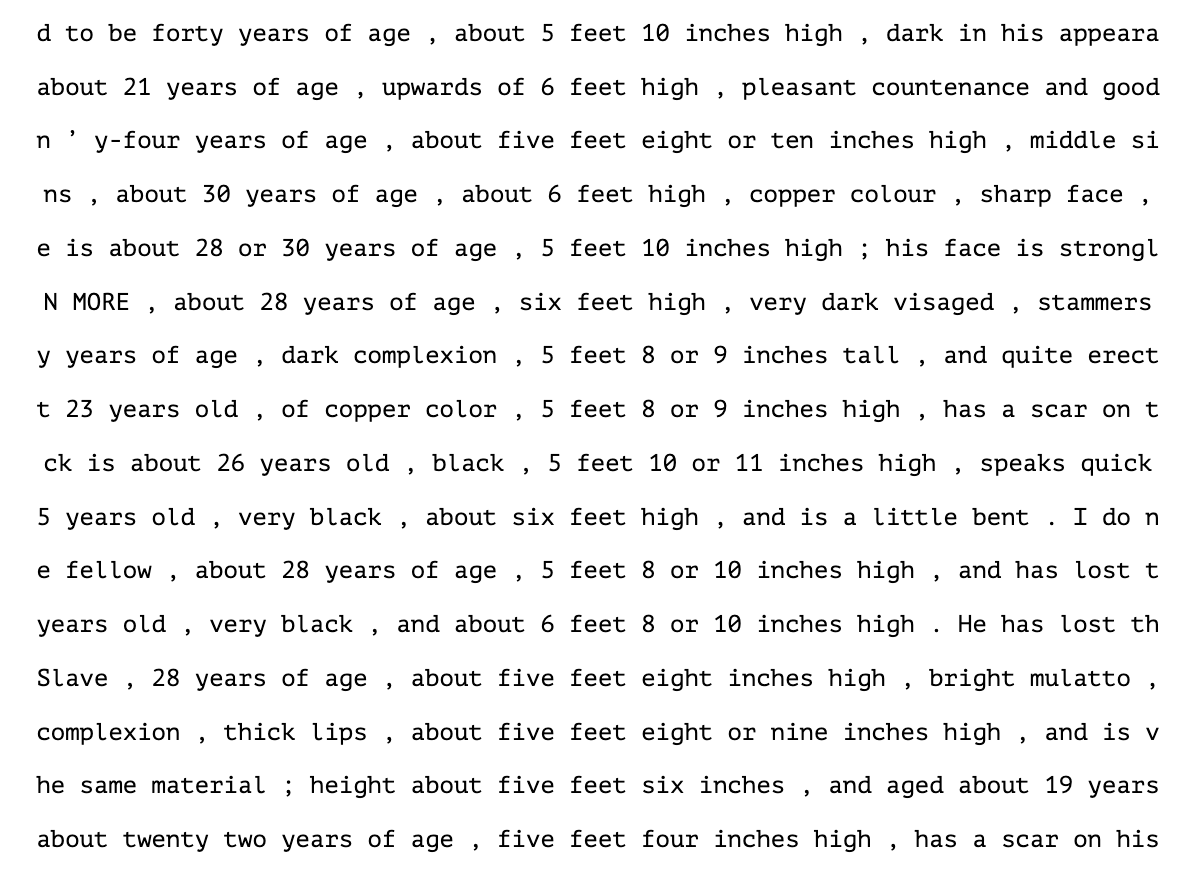 d to be forty years of age , about 5 feet 10 inches high , dark in his appeara
about 21 years of age , upwards of 6 feet high , pleasant countenance and good
n ’ y-four years of age , about five feet eight or ten inches high , middle si
ns , about 30 years of age , about 6 feet high , copper colour , sharp face ,
e is about 28 or 30 years of age , 5 feet 10 inches high ; his face is strongl
N MORE , about 28 years of age , six feet high , very dark visaged , stammers
y years of age , dark complexion , 5 feet 8 or 9 inches tall , and quite erect
t 23 years old , of copper color , 5 feet 8 or 9 inches high , has a scar on t
ck is about 26 years old , black , 5 feet 10 or 11 inches high , speaks quick
5 years old , very black , about six feet high , and is a little bent . I do n
e fellow , about 28 years of age , 5 feet 8 or 10 inches high , and has lost t
years old , very black , and about 6 feet 8 or 10 inches high . He has lost th
Slave , 28 years of age , about five feet eight inches high , bright mulatto ,
complexion , thick lips , about five feet eight or nine inches high , and is v
he same material ; height about five feet six inches , and aged about 19 years
about twenty two years of age , five feet four inches high , has a scar on his